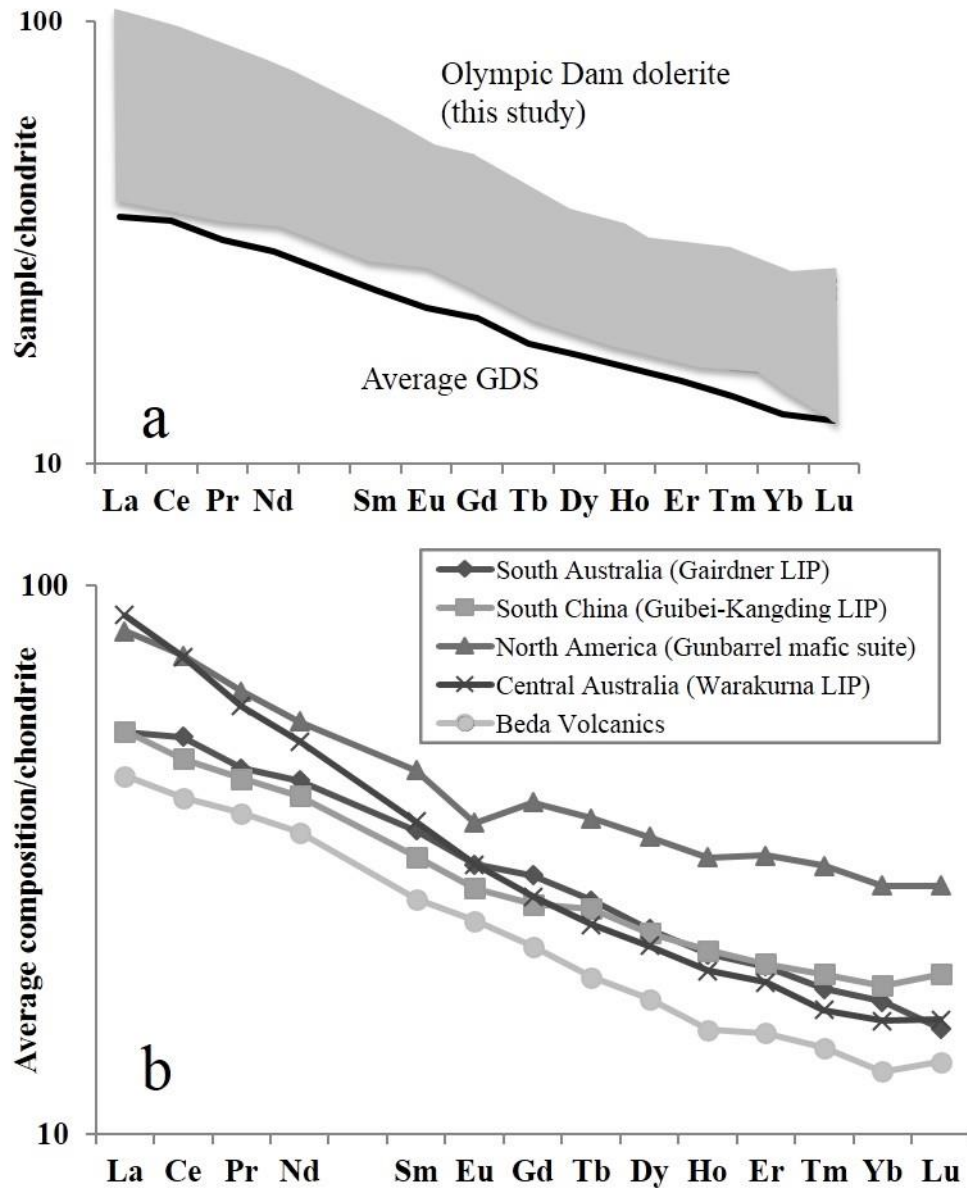 100
Olympic Dam dolerite
(this study)
Sample/chondrite
Average GDS
a
10
La Ce Pr Nd Sm Eu Gd Tb Dy Ho Er Tm Yb Lu
100
South Australia (Gairdner LIP)
South China (Guibei-Kangding LIP)
North America (Gunbarrel mafic suite)
Central Australia (Warakurna LIP)
Beda Volcanics
Average composition/chondrite
b
10
La Ce Pr Nd Sm Eu Gd Tb Dy Ho Er Tm Yb Lu